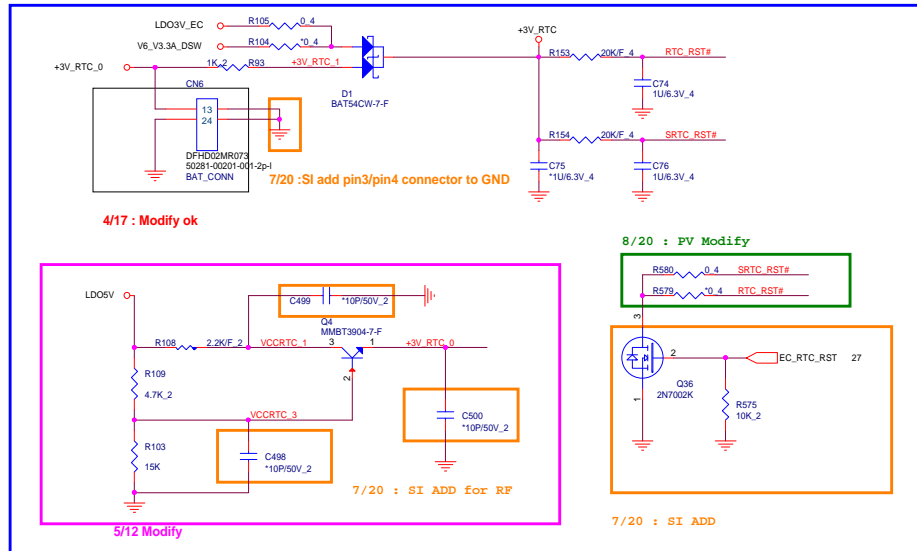 LDO3V_EC
R105
0_4
V6_V3.3A_DSW
R104
*0_4
+3V_RTC_0
1K_2
R93
+3V_RTC_1
D1
BAT54CW-7-F
+3V_RTC
R153
20K/F_4
RTC_RST#
C74
1U/6.3V_4
R154
20K/F_4
SRTC_RST#
C75
*1U/6.3V_4
C76
1U/6.3V_4
CN6
13
24
DFHD02MR073
50281-00201-001-2p-l
BAT_CONN
7/20 :SI add pin3/pin4 connector to GND
4/17 : Modify ok
LDO5V
C499
*10P/50V_2
Q4
MMBT3904-7-F
R108
2.2K/F_2
VCCRTC_1
3
1
+3V_RTC_0
2
R109
4.7K_2
VCCRTC_3
R103
15K
C498
*10P/50V_2
C500
*10P/50V_2
7/20 : SI ADD for RF
5/12 Modify
8/20 : PV Modify
R580
0_4
SRTC_RST#
R579
*0_4
RTC_RST#
3
2
EC_RTC_RST
27
Q36
2N7002K
1
R575
10K_2
7/20 : SI ADD